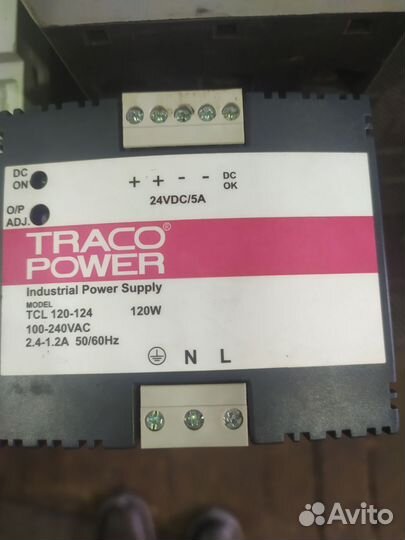 DC
ON
+ + - - DC
OK
24VDC/5A
O/P
ADJ.
TRACO®
POWER
Industrial Power Supply
MODEL
TCL 120-124 120W
100-240VAC
2.4-1.2A 50/60Hz
N L
Avito